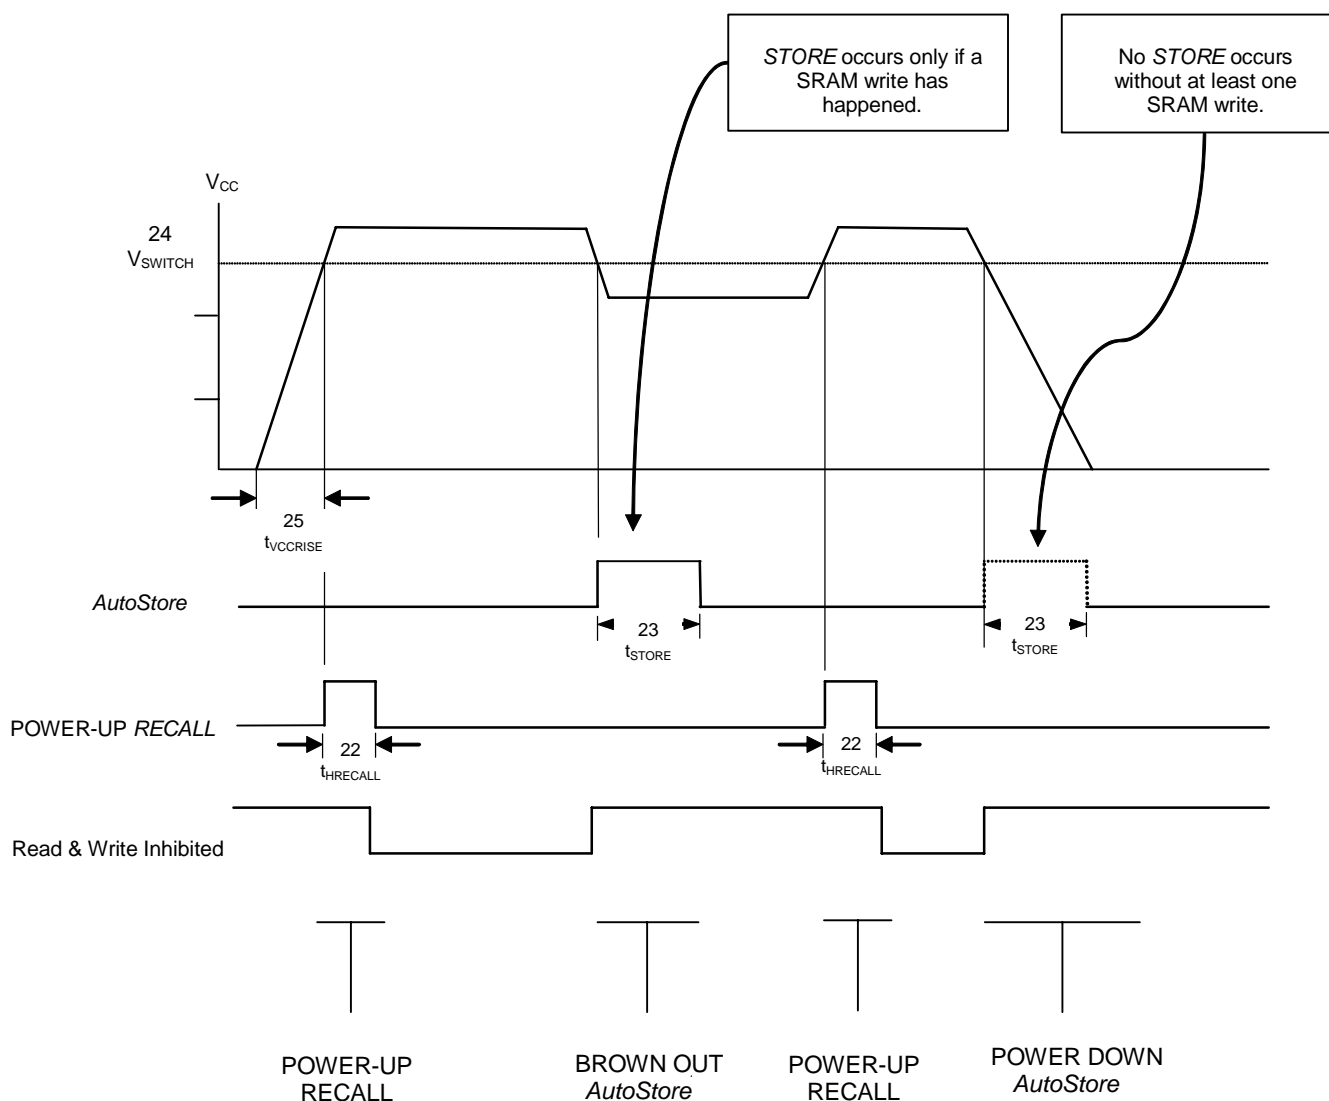 STORE occurs only if a
SRAM write has
happened.
No STORE occurs
without at least one
SRAM write.
VCC
24
VSWITCH
25
tVCCRISE
AutoStore
23
tSTORE
23
tSTORE
POWER-UP RECALL
22
tHRECALL
22
tHRECALL
Read & Write Inhibited
POWER-UP
RECALL
BROWN OUT
AutoStore
POWER-UP
RECALL
POWER DOWN
AutoStore